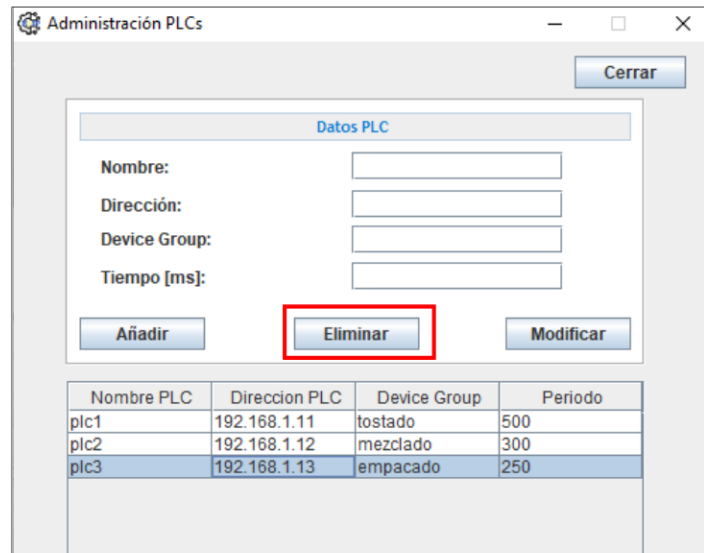 Administración PLCs
Cerrar
Datos PLC
Nombre:
Dirección:
Device Group:
Tiempo [ms]:
Añadir Eliminar Modificar
Nombre PLC Direccion PLC Device Group Periodo
plc1 192.168.1.11 tostado 500
plc2 192.168.1.12 mezclado 300
plc3 192.168.1.13 empacado 250